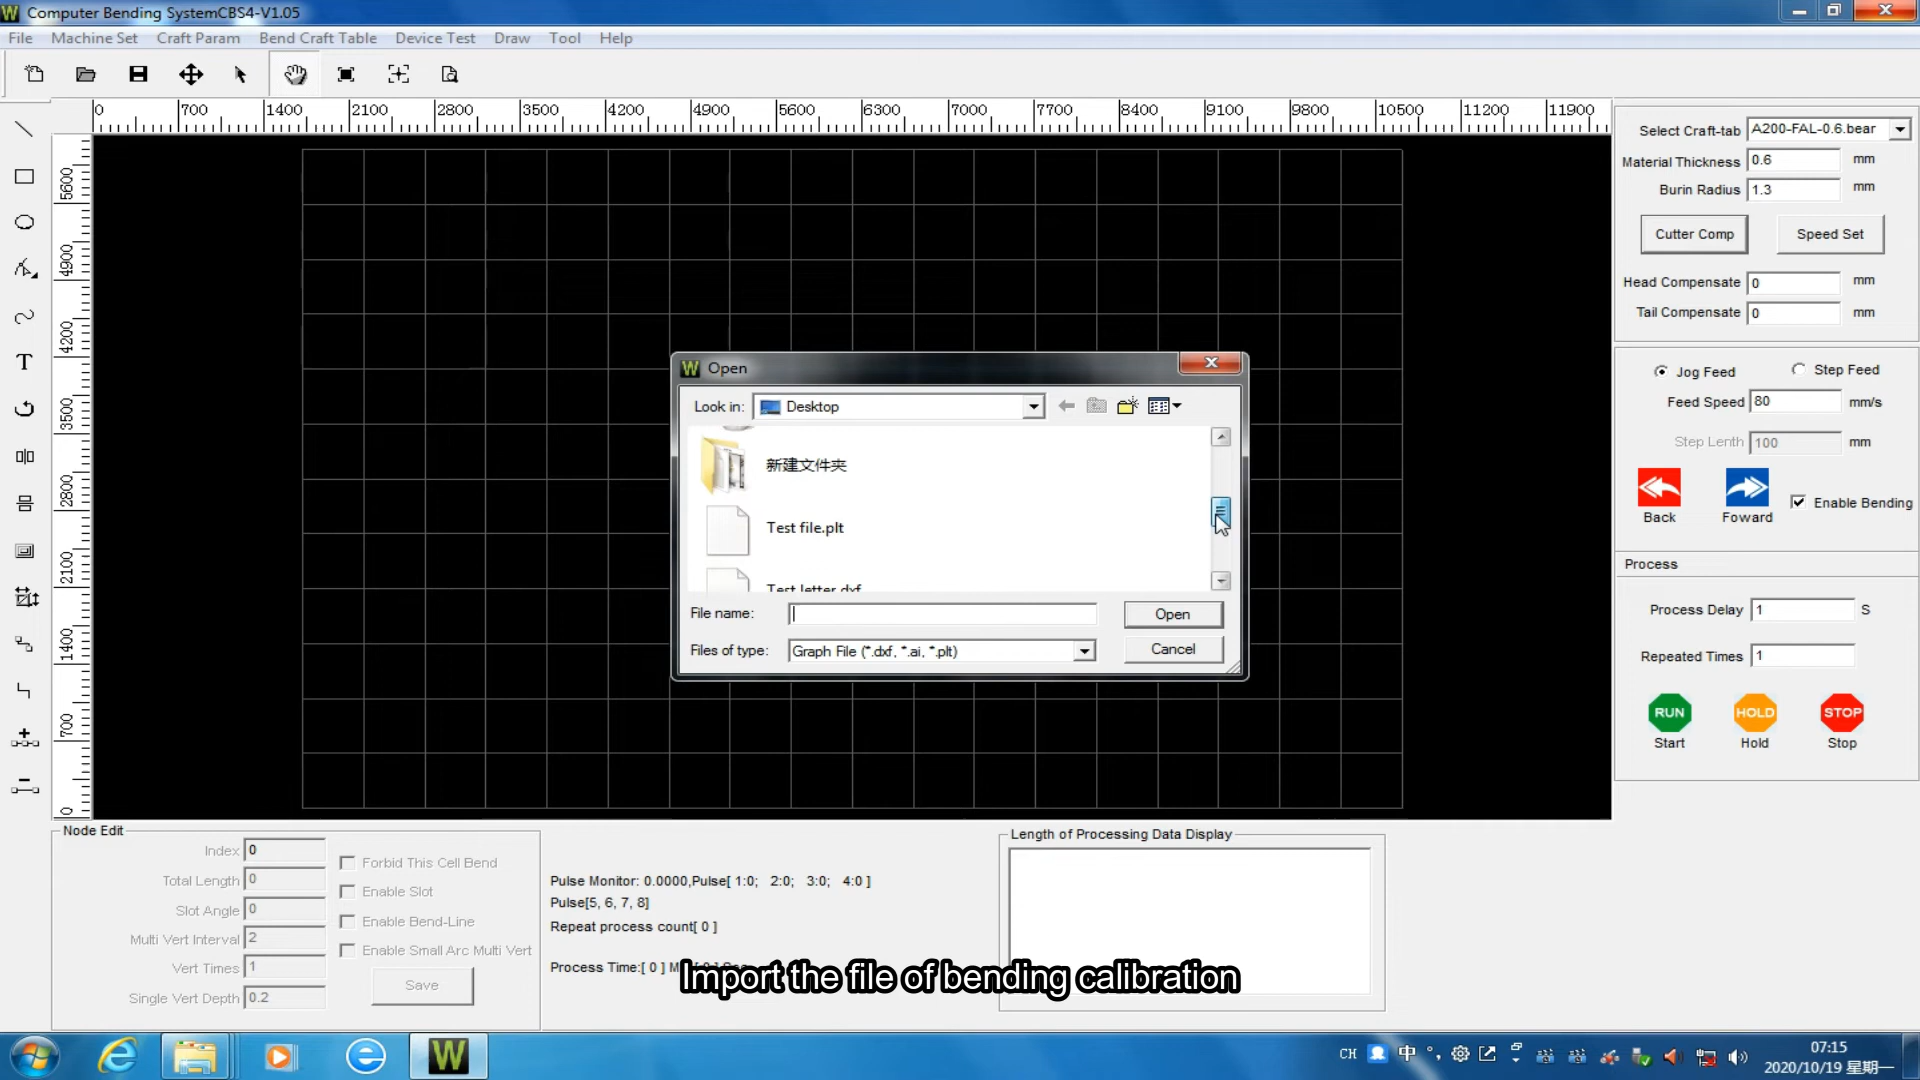 Computer Bending SystemCBS4-V1.05
File Machine Set Craft Param Bend Craft Table Device Test Draw Tool Help
0 700 1400 2100 2800 3500 4200 4900 5600 6300 7000 7700 8400 9100 9800 10500 11200 11900
5600
4900
4200
3500
2800
2100
1400
700
0
Select Craft-tab A200-FAL-0.6.bear
Material Thickness 0.6 mm
Burin Radius 1.3 mm
Cutter Comp Speed Set
Head Compensate 0 mm
Tail Compensate 0 mm
Jog Feed Step Feed
Feed Speed 80 mm/s
Step Lenth 100 mm
Back Foward Enable Bending
Process
Process Delay 1 S
Repeated Times 1
RUN HOLD STOP
Start Hold Stop
Open
Look in: Desktop
新建文件夹
Test file.plt
Test letter.dxf
File name: Open
Files of type: Graph File (*.dxf, *.ai, *.plt) Cancel
Node Edit
Index 0
Total Length 0
Slot Angle 0
Multi Vert Interval 2
Vert Times 1
Single Vert Depth 0.2
Forbid This Cell Bend
Enable Slot
Enable Bend-Line
Enable Small Arc Multi Vert
Save
Pulse Monitor: 0.0000,Pulse[ 1:0; 2:0; 3:0; 4:0 ]
Pulse[5, 6, 7, 8]
Repeat process count[ 0 ]
Process Time:[ 0 ]
Length of Processing Data Display
Import the file of bending calibration
CH 中
07:15
2020/10/19 星期一